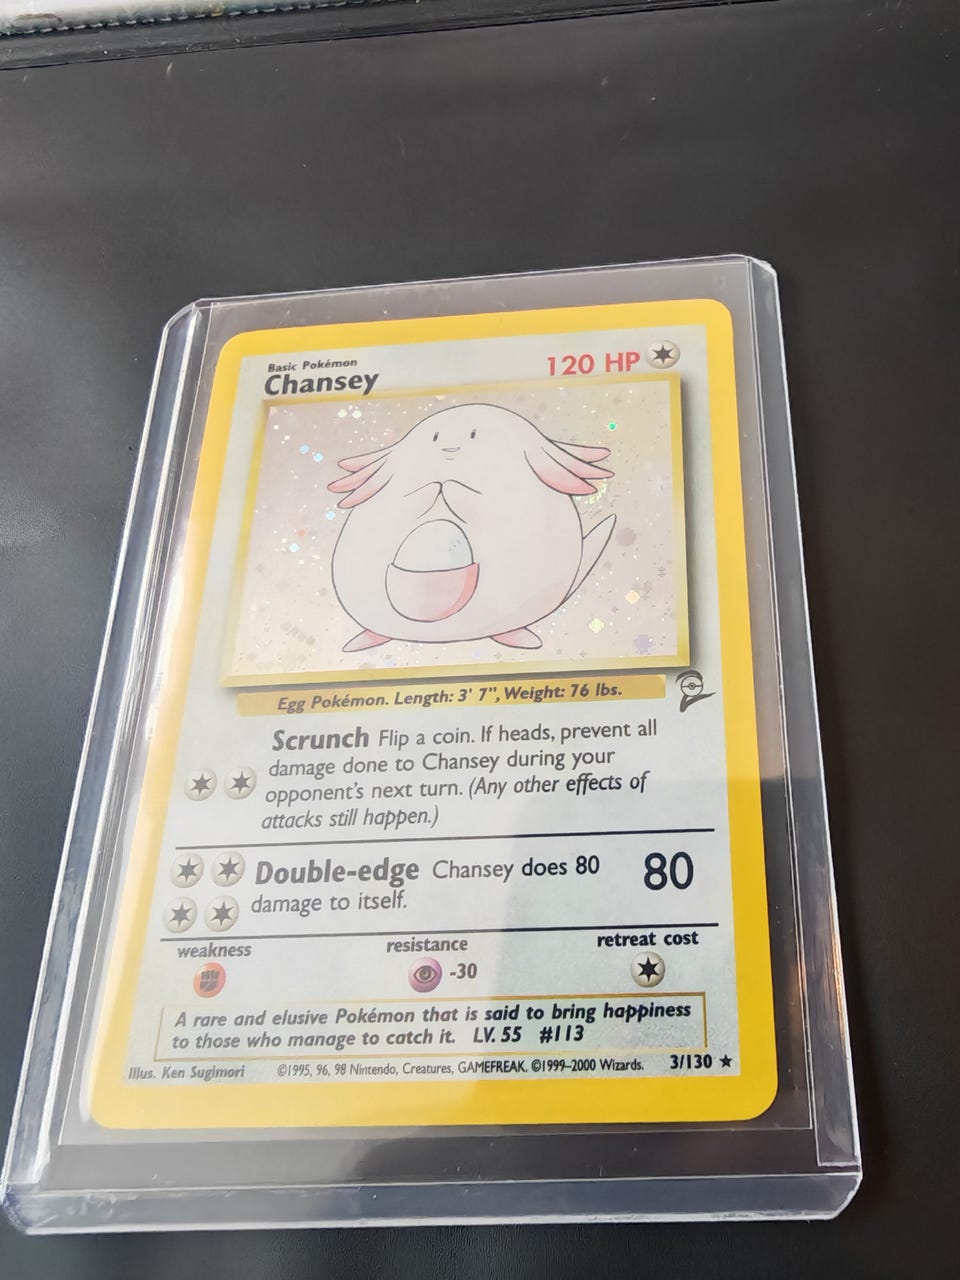 Basic Pokémon
Chansey
120 HP
Egg Pokémon. Length: 3' 7", Weight: 76 lbs.
Scrunch Flip a coin. If heads, prevent all
damage done to Chansey during your
opponent's next turn. (Any other effects of
attacks still happen.)
Double-edge Chansey does 80
damage to itself.
80
weakness
resistance
retreat cost
-30
A rare and elusive Pokémon that is said to bring happiness
to those who manage to catch it. LV. 55 #113
Illus. Ken Sugimori
©1995, 96, 98 Nintendo, Creatures, GAMEFREAK. ©1999-2000 Wizards.
3/130 ★